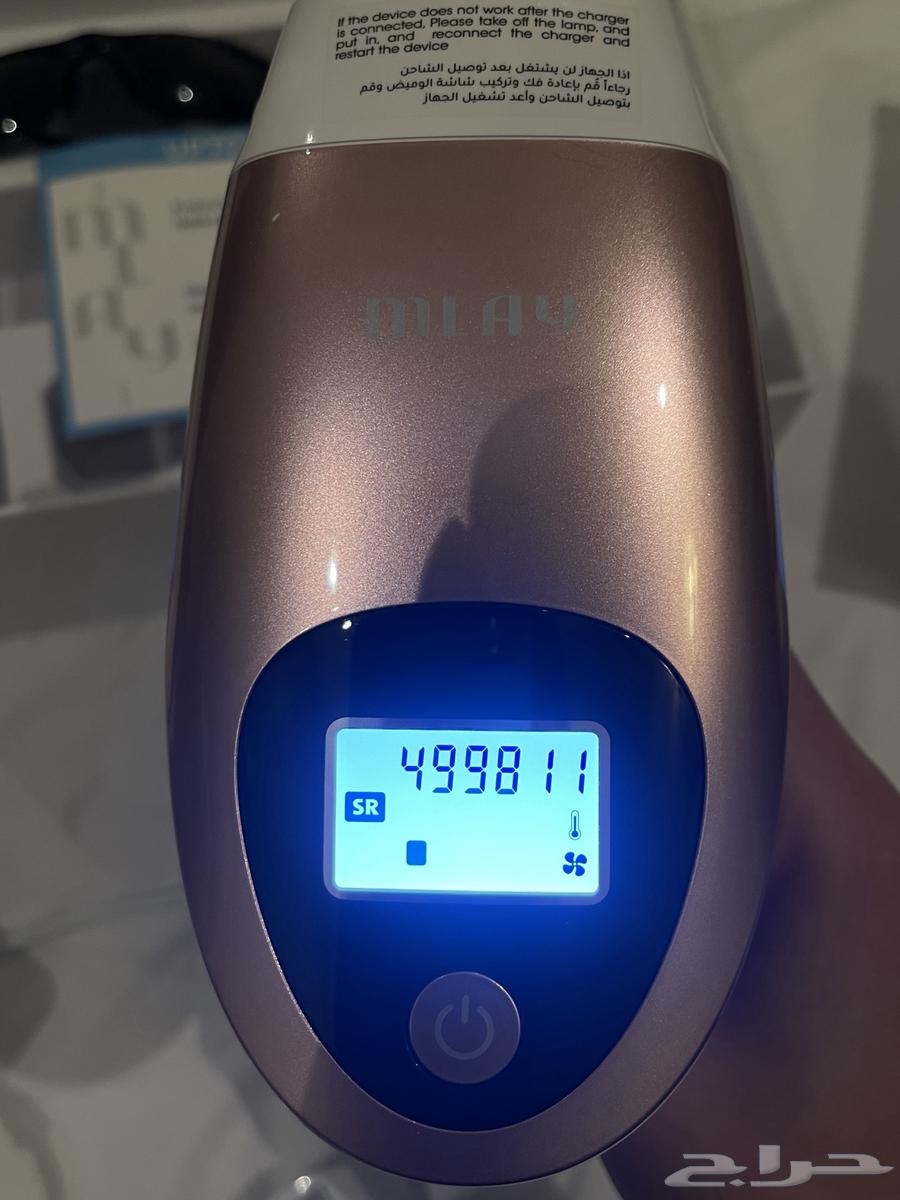 If the device does not work after the charger
is connected, Please take off the lamp, and
put in, and reconnect the charger and
restart the device
اذا الجهاز لن يشتغل بعد توصيل الشاحن
رجاءاً قُم بإعادة فك وتركيب شاشة الوميض وقم
بتوصيل الشاحن وأعد تشغيل الجهاز
MLAY
499811
SR
حراج